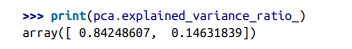 >>> print(pca.explained_variance_ratio_)
array([ 0.84248607,  0.14631839])